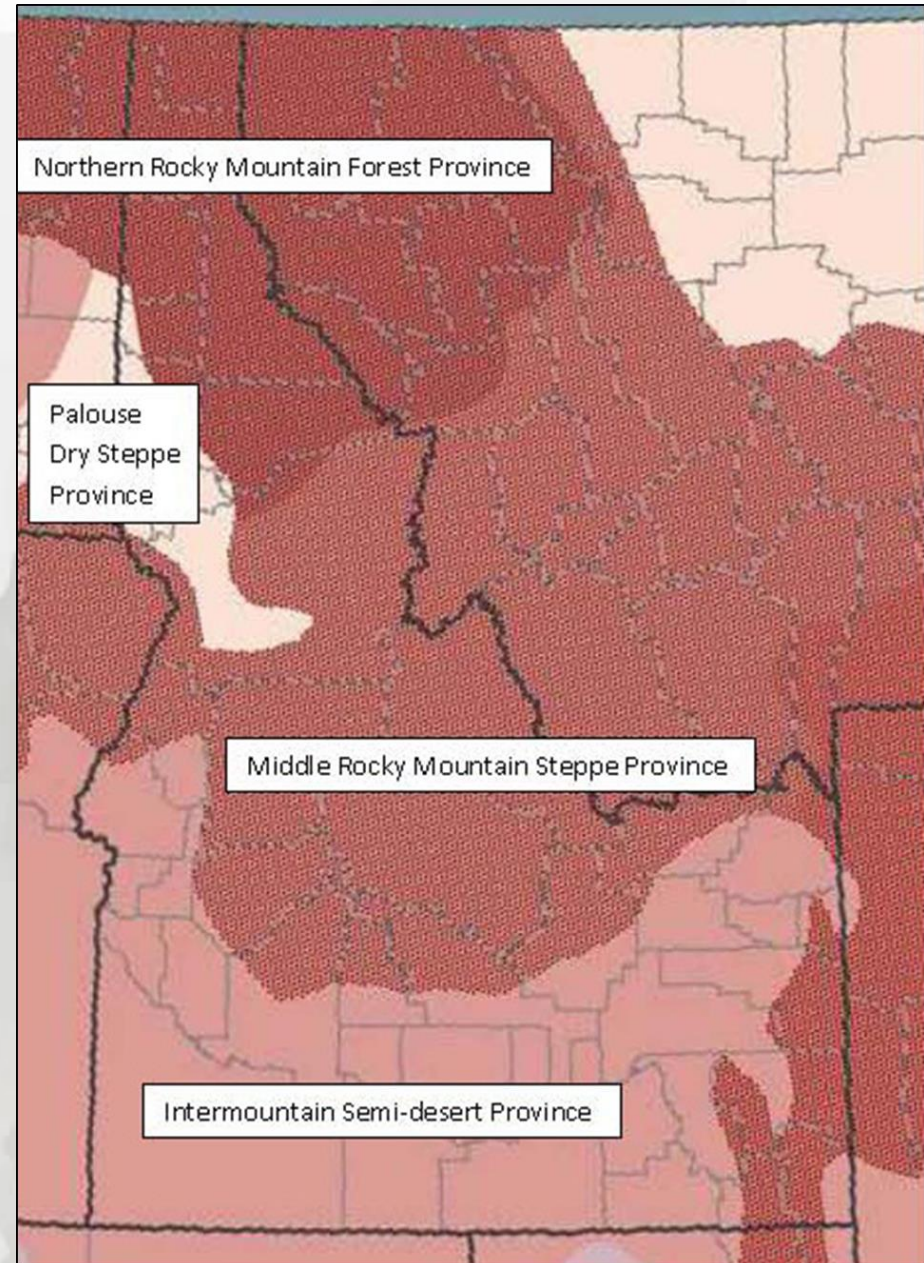 Northern Rocky Mountain Forest Province
Palouse
Dry Steppe
Province
Middle Rocky Mountain Steppe Province
Intermountain Semi-desert Province